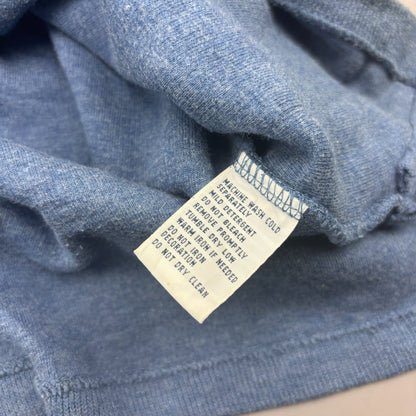 MACHINE WASH COLD
SEPARATELY
MILD DETERGENT
DO NOT BLEACH
REMOVE PROMPTLY
TUMBLE DRY LOW
WARM IRON IF NEEDED
DO NOT IRON
DECORATION
DO NOT DRY CLEAN